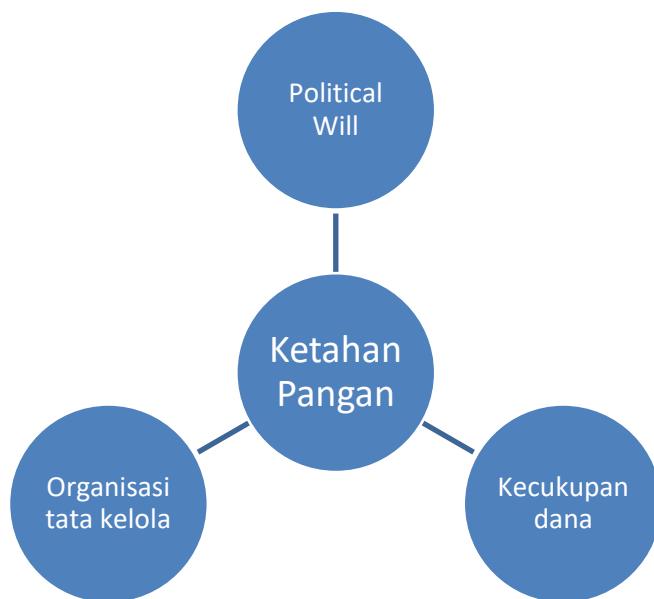 Political
Will
Ketahan
Pangan
Organisasi
tata kelola
Kecukupan
dana